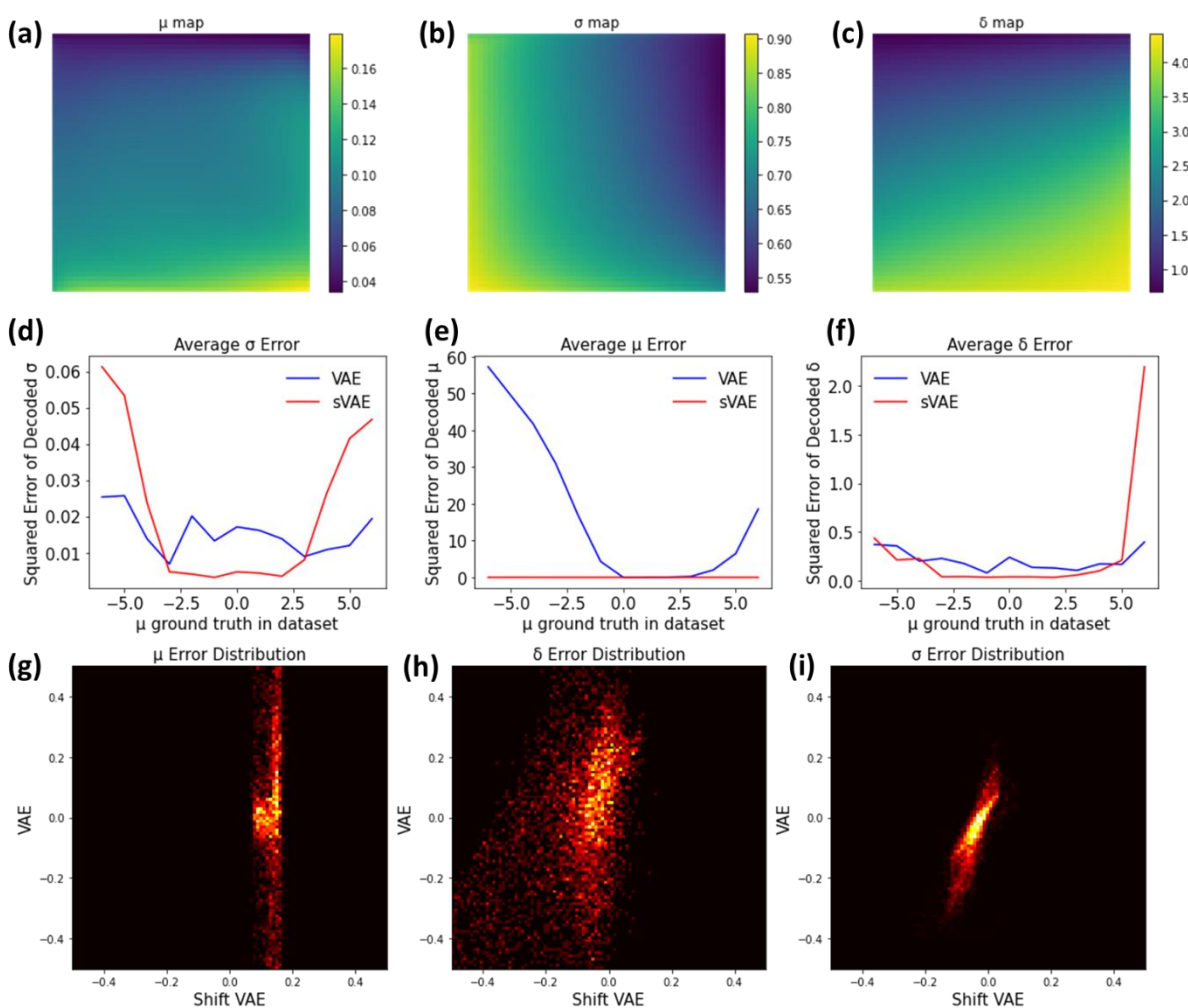 (a) μ map
0.16
0.14
0.12
0.10
0.08
0.06
0.04
(b) σ map
0.90
0.85
0.80
0.75
0.70
0.65
0.60
0.55
(c) δ map
4.0
3.5
3.0
2.5
2.0
1.5
1.0
(d) Average σ Error
Squared Error of Decoded σ
0.06
0.05
0.04
0.03
0.02
0.01
VAE
sVAE
−5.0 −2.5 0.0 2.5 5.0
μ ground truth in dataset
(e) Average μ Error
Squared Error of Decoded μ
60
50
40
30
20
10
0
VAE
sVAE
−5.0 −2.5 0.0 2.5 5.0
μ ground truth in dataset
(f) Average δ Error
Squared Error of Decoded δ
2.0
1.5
1.0
0.5
0.0
VAE
sVAE
−5.0 −2.5 0.0 2.5 5.0
μ ground truth in dataset
(g) μ Error Distribution
VAE
0.4
0.2
0.0
−0.2
−0.4
−0.4 −0.2 0.0 0.2 0.4
Shift VAE
(h) δ Error Distribution
VAE
0.4
0.2
0.0
−0.2
−0.4
−0.4 −0.2 0.0 0.2 0.4
Shift VAE
(i) σ Error Distribution
VAE
0.4
0.2
0.0
−0.2
−0.4
−0.4 −0.2 0.0 0.2 0.4
Shift VAE